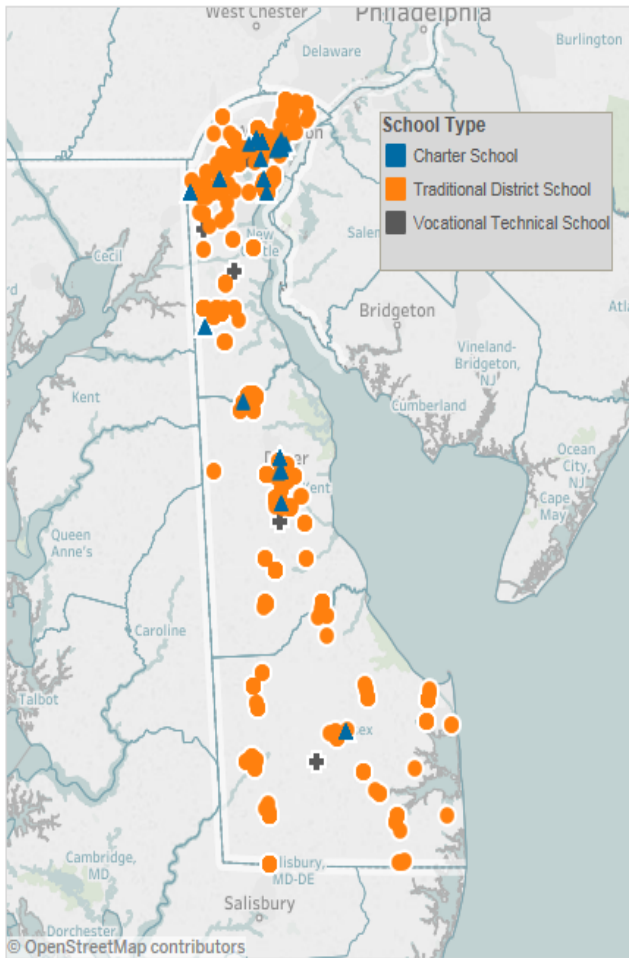 West Chester
Philadelphia
Delaware
Burlington
School Type
Charter School
Traditional District School
Vocational Technical School
New
Castle
Salem
Cecil
Bridgeton
Vineland-
Bridgeton,
NJ
Kent
Cumberland
Ocean
City,
NJ
Cape
May
Kent
Queen
Anne's
Caroline
Talbot
Cambridge,
MD
MD-DE
Salisbury
Dorchester
© OpenStreetMap contributors